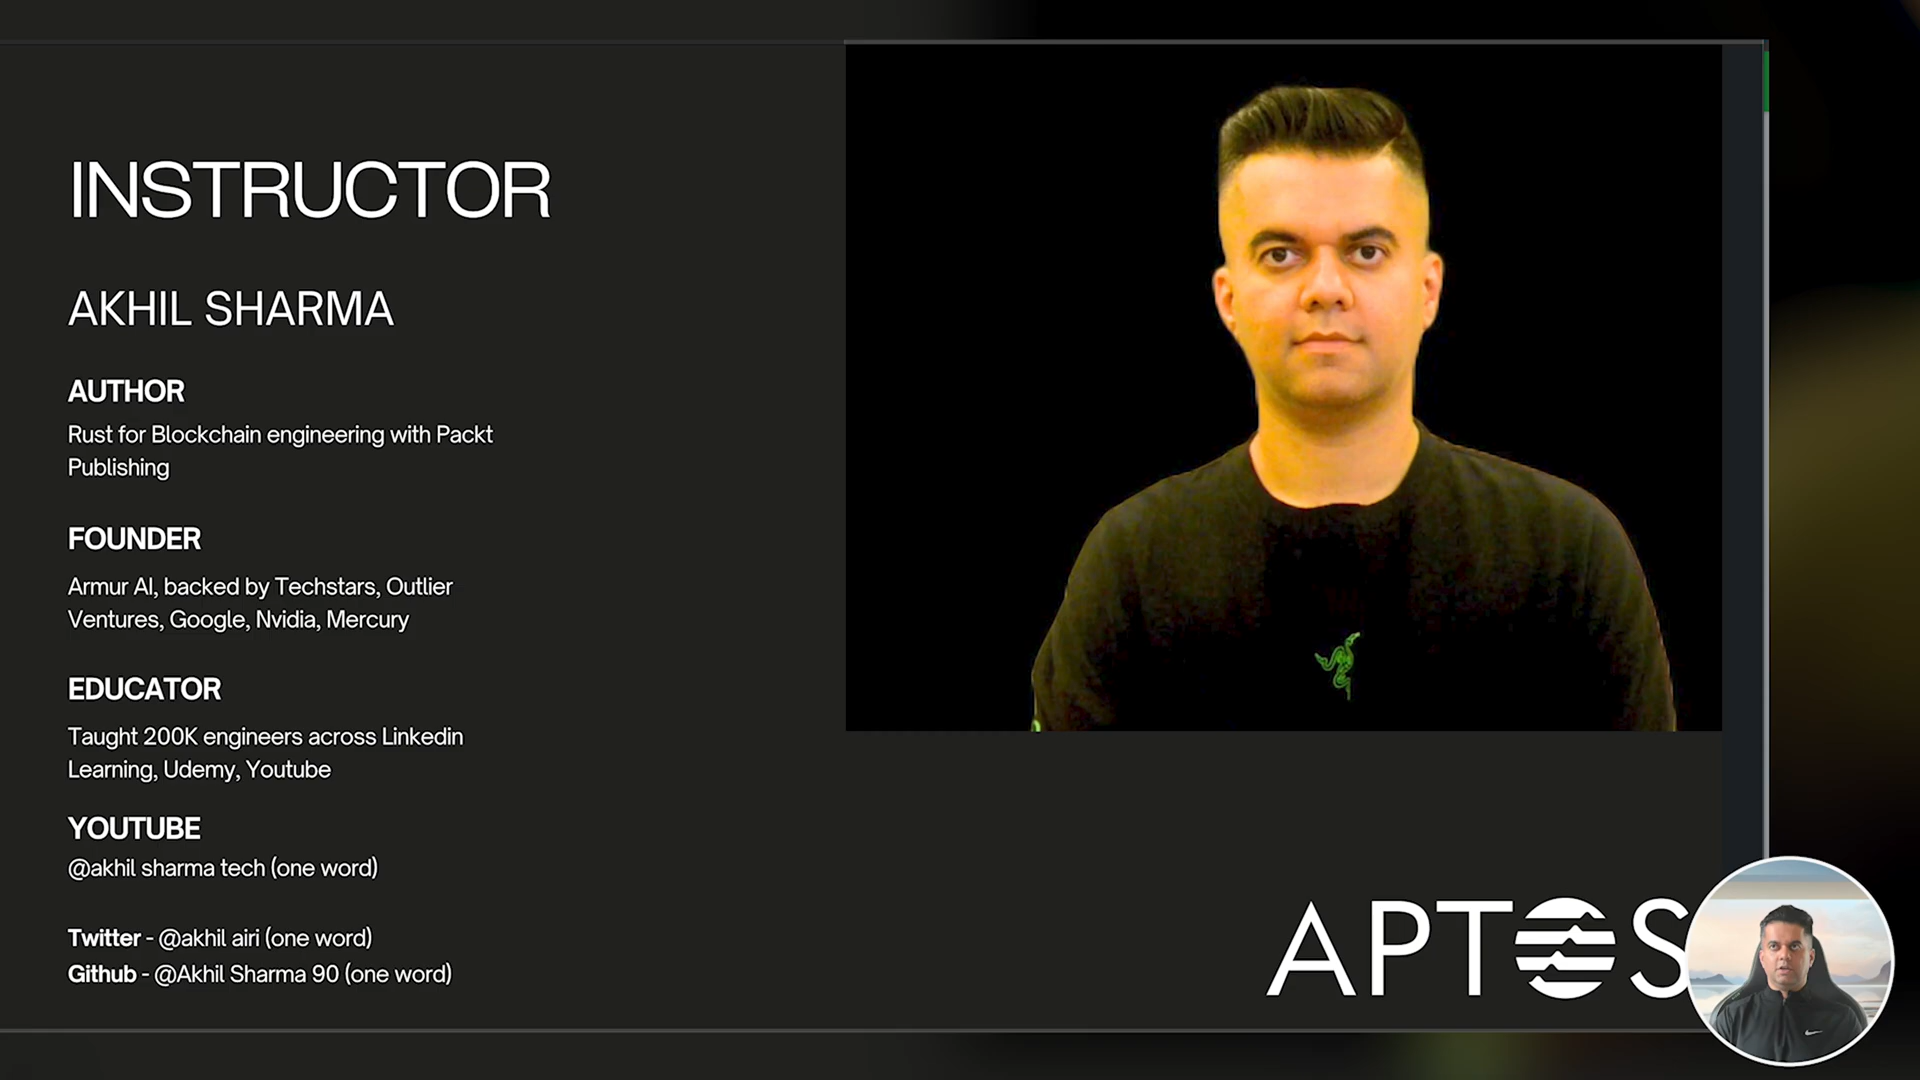 INSTRUCTOR
AKHIL SHARMA
AUTHOR
Rust for Blockchain engineering with Packt
Publishing
FOUNDER
Armur AI, backed by Techstars, Outlier
Ventures, Google, Nvidia, Mercury
EDUCATOR
Taught 200K engineers across Linkedin
Learning, Udemy, Youtube
YOUTUBE
@akhil sharma tech (one word)
Twitter - @akhil airi (one word)
Github - @Akhil Sharma 90 (one word)
APTOS